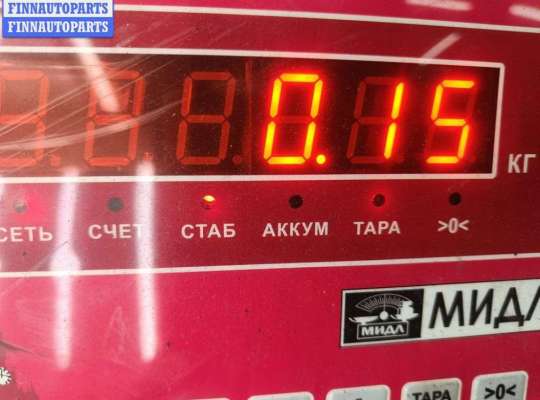 FINNAUTOPARTS
FINNAUTOPARTS
0.15
КГ
СЕТЬ СЧЕТ СТАБ АККУМ ТАРА >0<
МИДЛ МИДЛ
ТАРА >0<